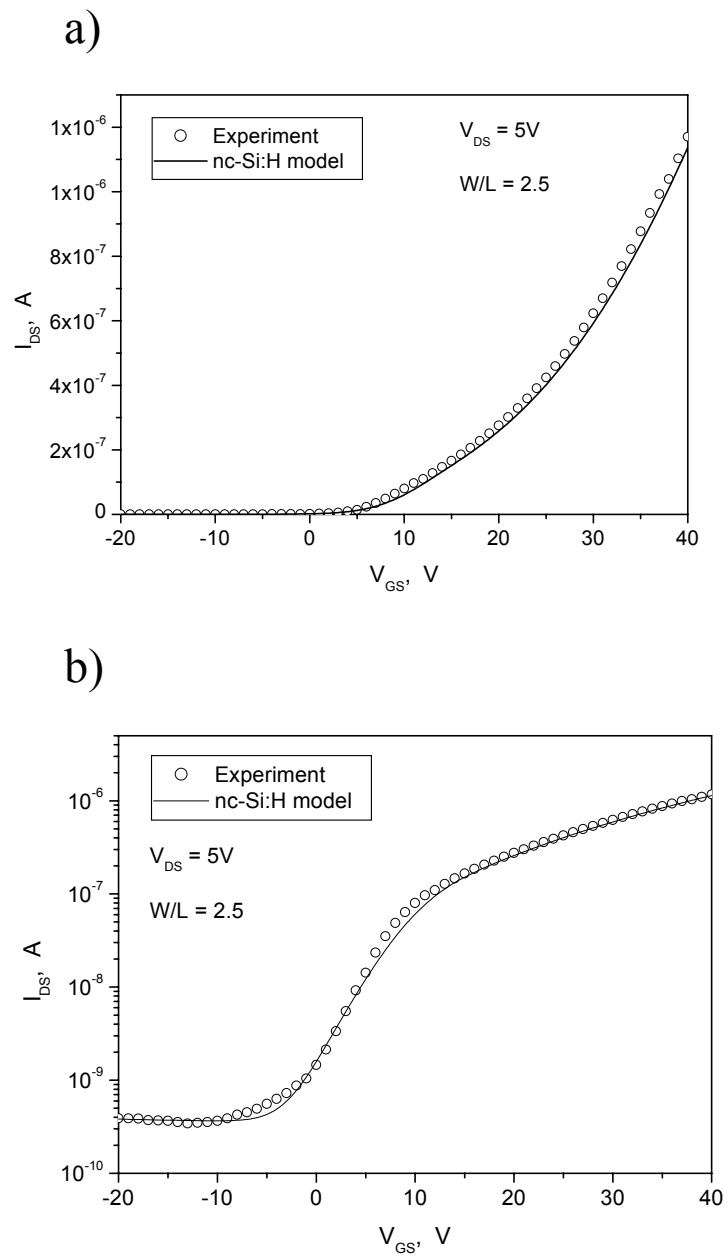 a)
Experiment
nc-Si:H model
V_DS = 5V
W/L = 2.5
1x10^-6
1x10^-6
8x10^-7
6x10^-7
4x10^-7
2x10^-7
0
I_DS, A
-20 -10 0 10 20 30 40
V_GS, V
b)
Experiment
nc-Si:H model
V_DS = 5V
W/L = 2.5
10^-6
10^-7
10^-8
10^-9
10^-10
I_DS, A
-20 -10 0 10 20 30 40
V_GS, V